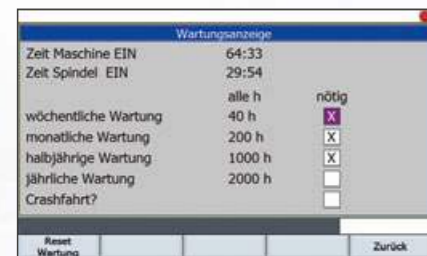 Wartungsanzeige
Zeit Maschine EIN 64:33
Zeit Spindel EIN 29:54
alle h nötig
wöchentliche Wartung 40 h X
monatliche Wartung 200 h X
halbjährige Wartung 1000 h X
jährliche Wartung 2000 h
Crashfahrt?
Reset Wartung Zurück